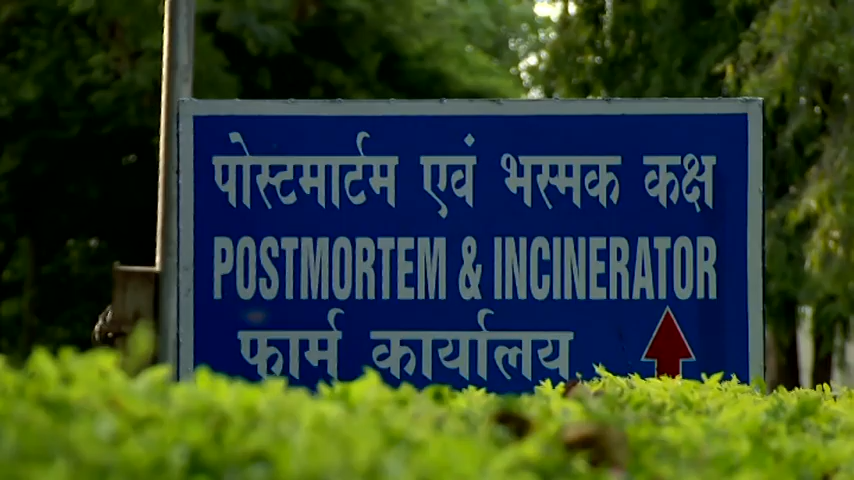 पोस्टमार्टम एवं भस्मक कक्ष
POSTMORTEM & INCINERATOR
फार्म कार्यालय